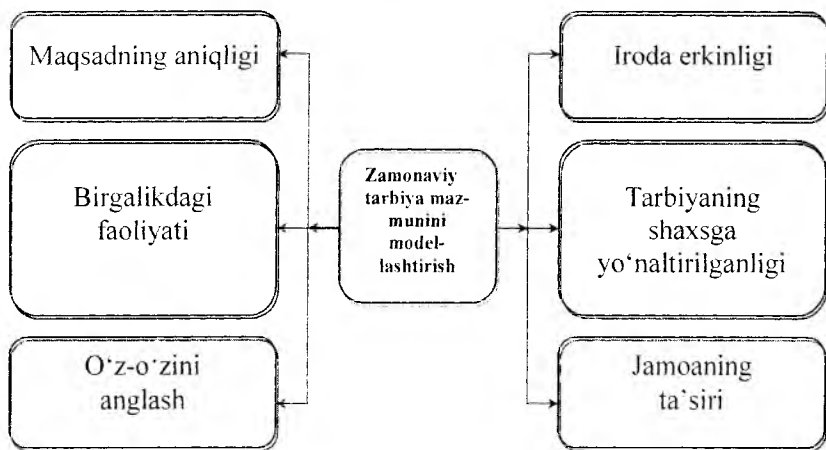 Maqsadning aniqligi
Birgalikdagi
faoliyati
O‘z-o‘zini
anglash
Zamonaviy
tarbiya maz-
munini
model-
lashtirish
Iroda erkinligi
Tarbiyaning
shaxsga
yo‘naltirilganligi
Jamoaning
ta’siri